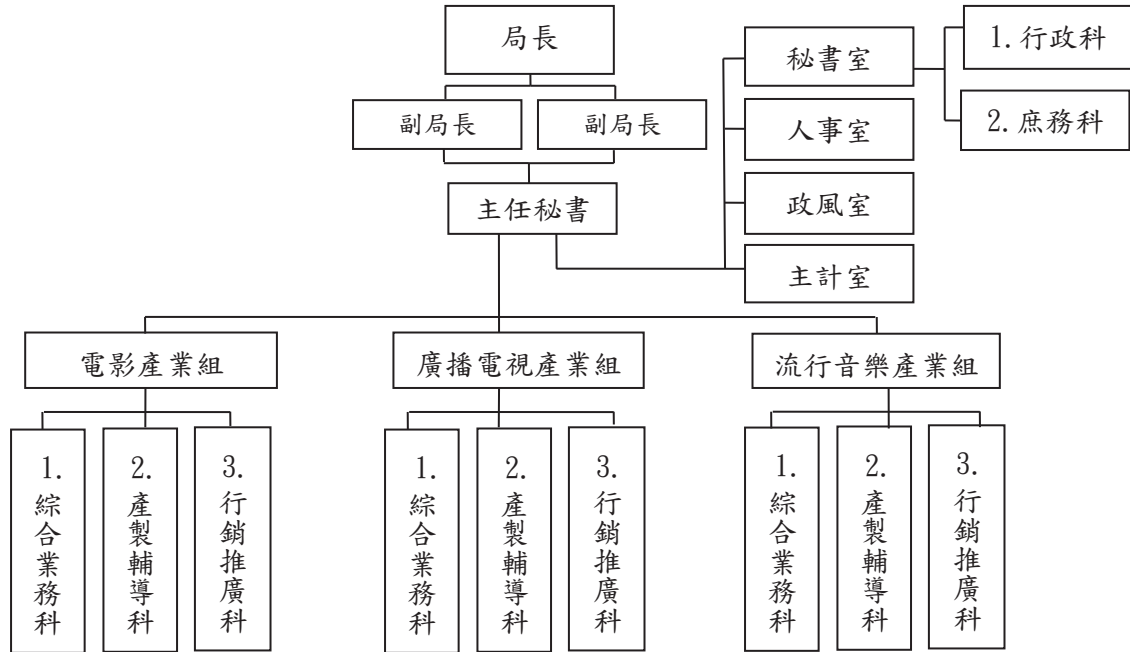 局長
副局長
副局長
主任秘書
秘書室
人事室
政風室
主計室
1.行政科
2.庶務科
電影產業組
1.綜合業務科
2.產製輔導科
3.行銷推廣科
廣播電視產業組
1.綜合業務科
2.產製輔導科
3.行銷推廣科
流行音樂產業組
1.綜合業務科
2.產製輔導科
3.行銷推廣科